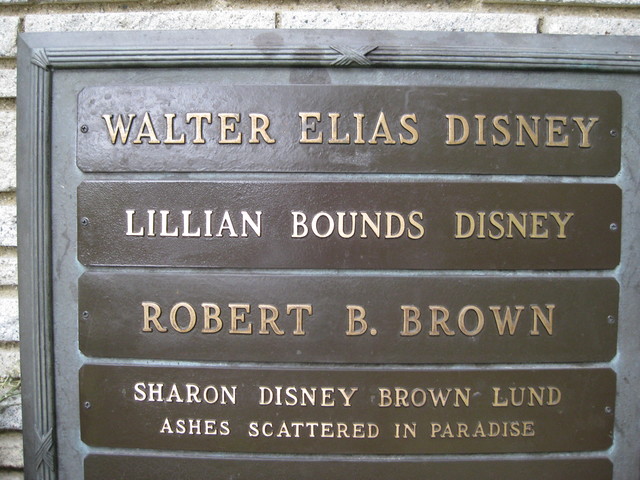 WALTER ELIAS DISNEY
LILLIAN BOUNDS DISNEY
ROBERT B. BROWN
SHARON DISNEY BROWN LUND
ASHES SCATTERED IN PARADISE